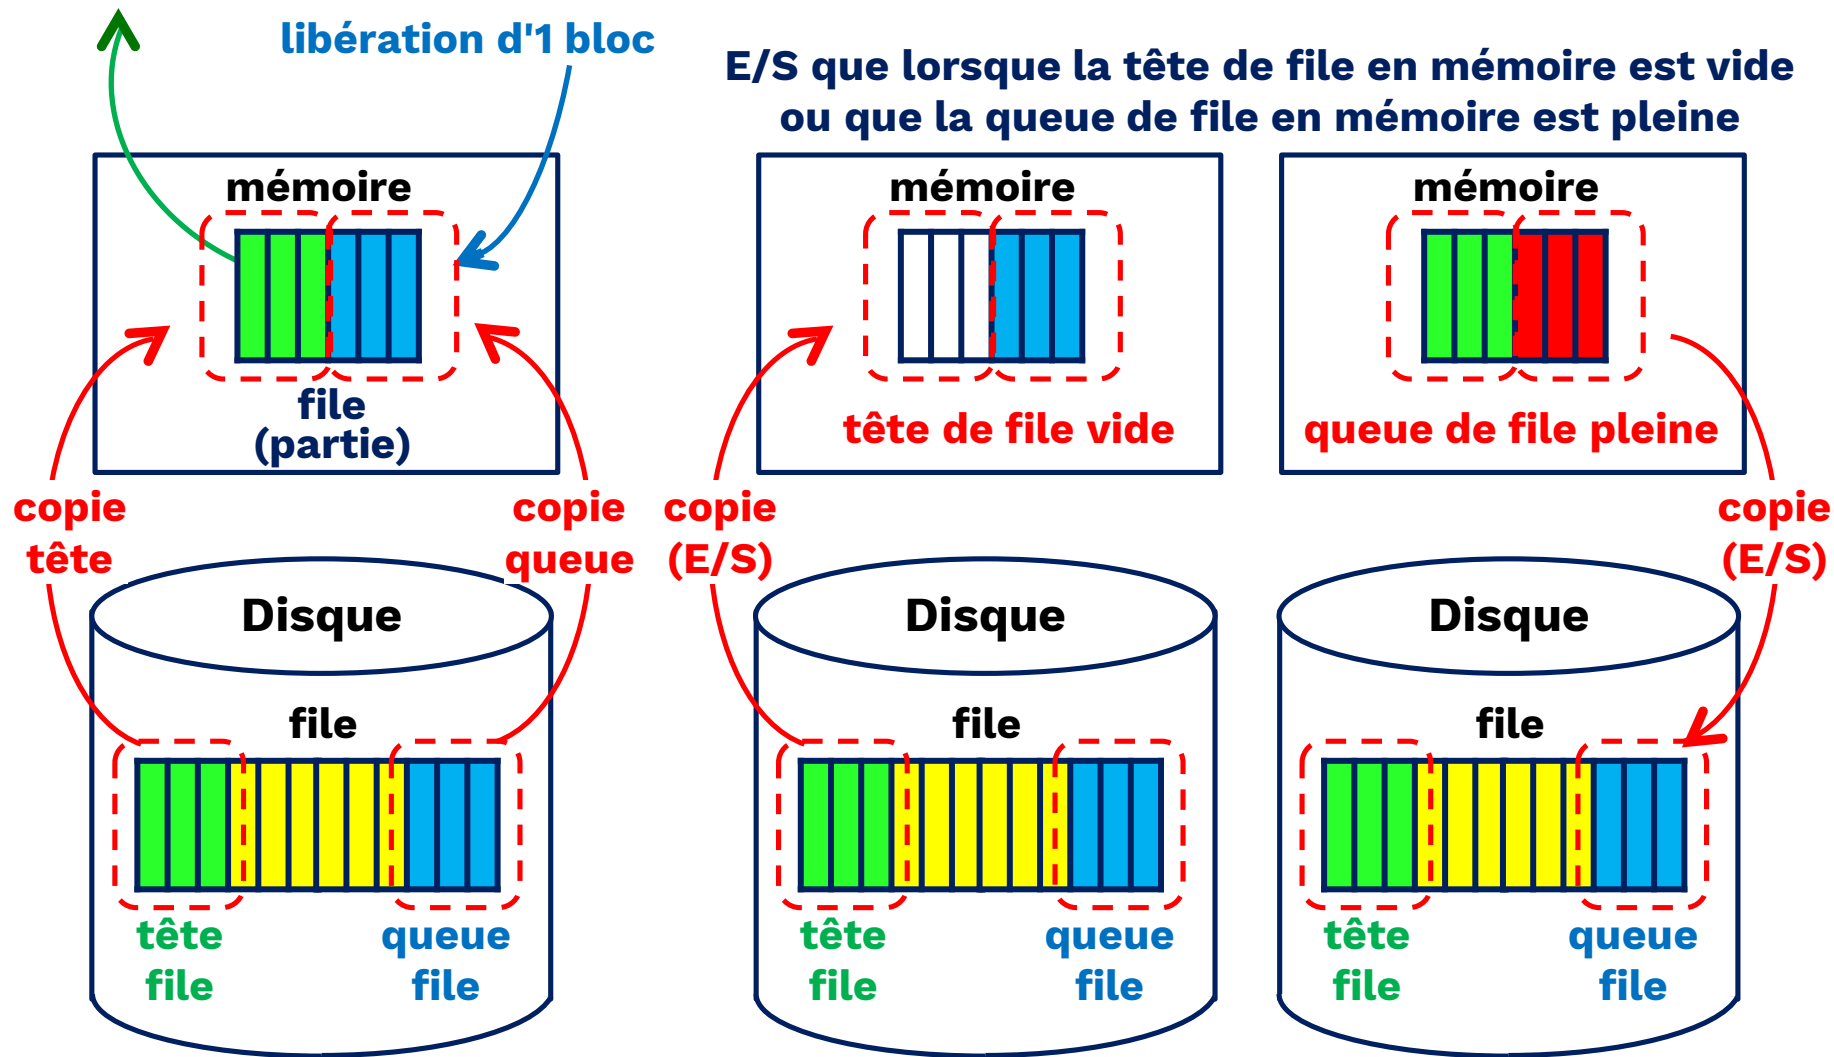 libération d'1 bloc
E/S que lorsque la tête de file en mémoire est vide
ou que la queue de file en mémoire est pleine
mémoire
file
(partie)
copie
tête
copie
queue
Disque
file
tête
file
queue
file
mémoire
tête de file vide
copie
(E/S)
Disque
file
tête
file
queue
file
mémoire
queue de file pleine
copie
(E/S)
Disque
file
tête
file
queue
file